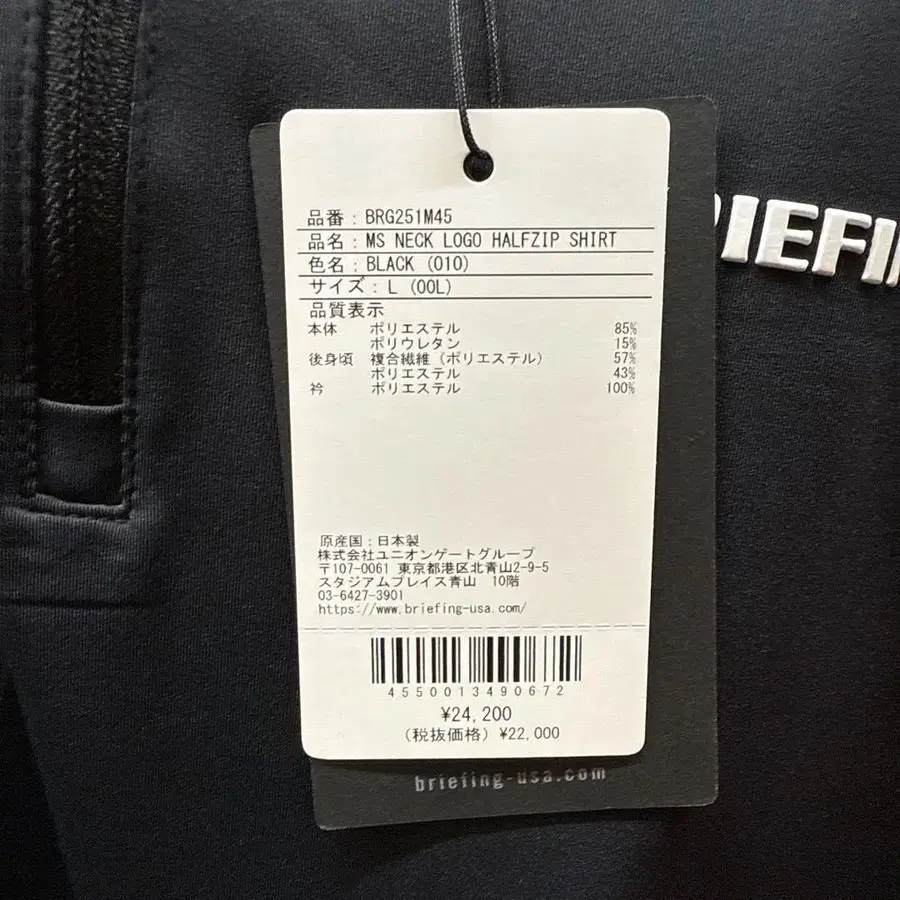 品番：BRG251M45
品名：MS NECK LOGO HALFZIP SHIRT
色名：BLACK (010)
サイズ：L (00L)
品質表示
本体 ポリエステル 85%
ポリウレタン 15%
後身頃 複合繊維（ポリエステル） 57%
ポリエステル 43%
衿 ポリエステル 100%
原産国：日本製
株式会社ユニオンゲートグループ
〒107-0061 東京都港区北青山2-9-5
スタジアムプレイス青山 10階
03-6427-3901
https://www.briefing-usa.com/
4550013490672
¥24,200
(税抜価格) ¥22,000
briefing-usa.com